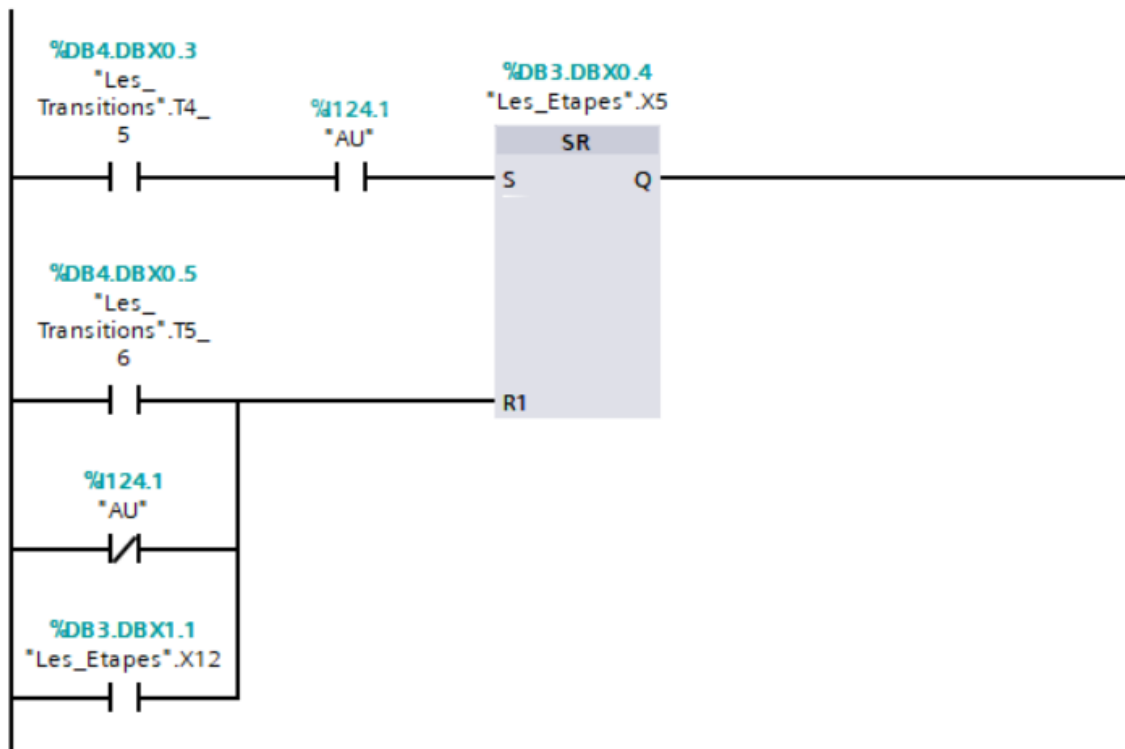 %DB4.DBX0.3
"Les_
Transitions".T4_
5
%I124.1
"AU"
%DB3.DBX0.4
"Les_Etapes".X5
SR
S
Q
%DB4.DBX0.5
"Les_
Transitions".T5_
6
R1
%I124.1
"AU"
%DB3.DBX1.1
"Les_Etapes".X12